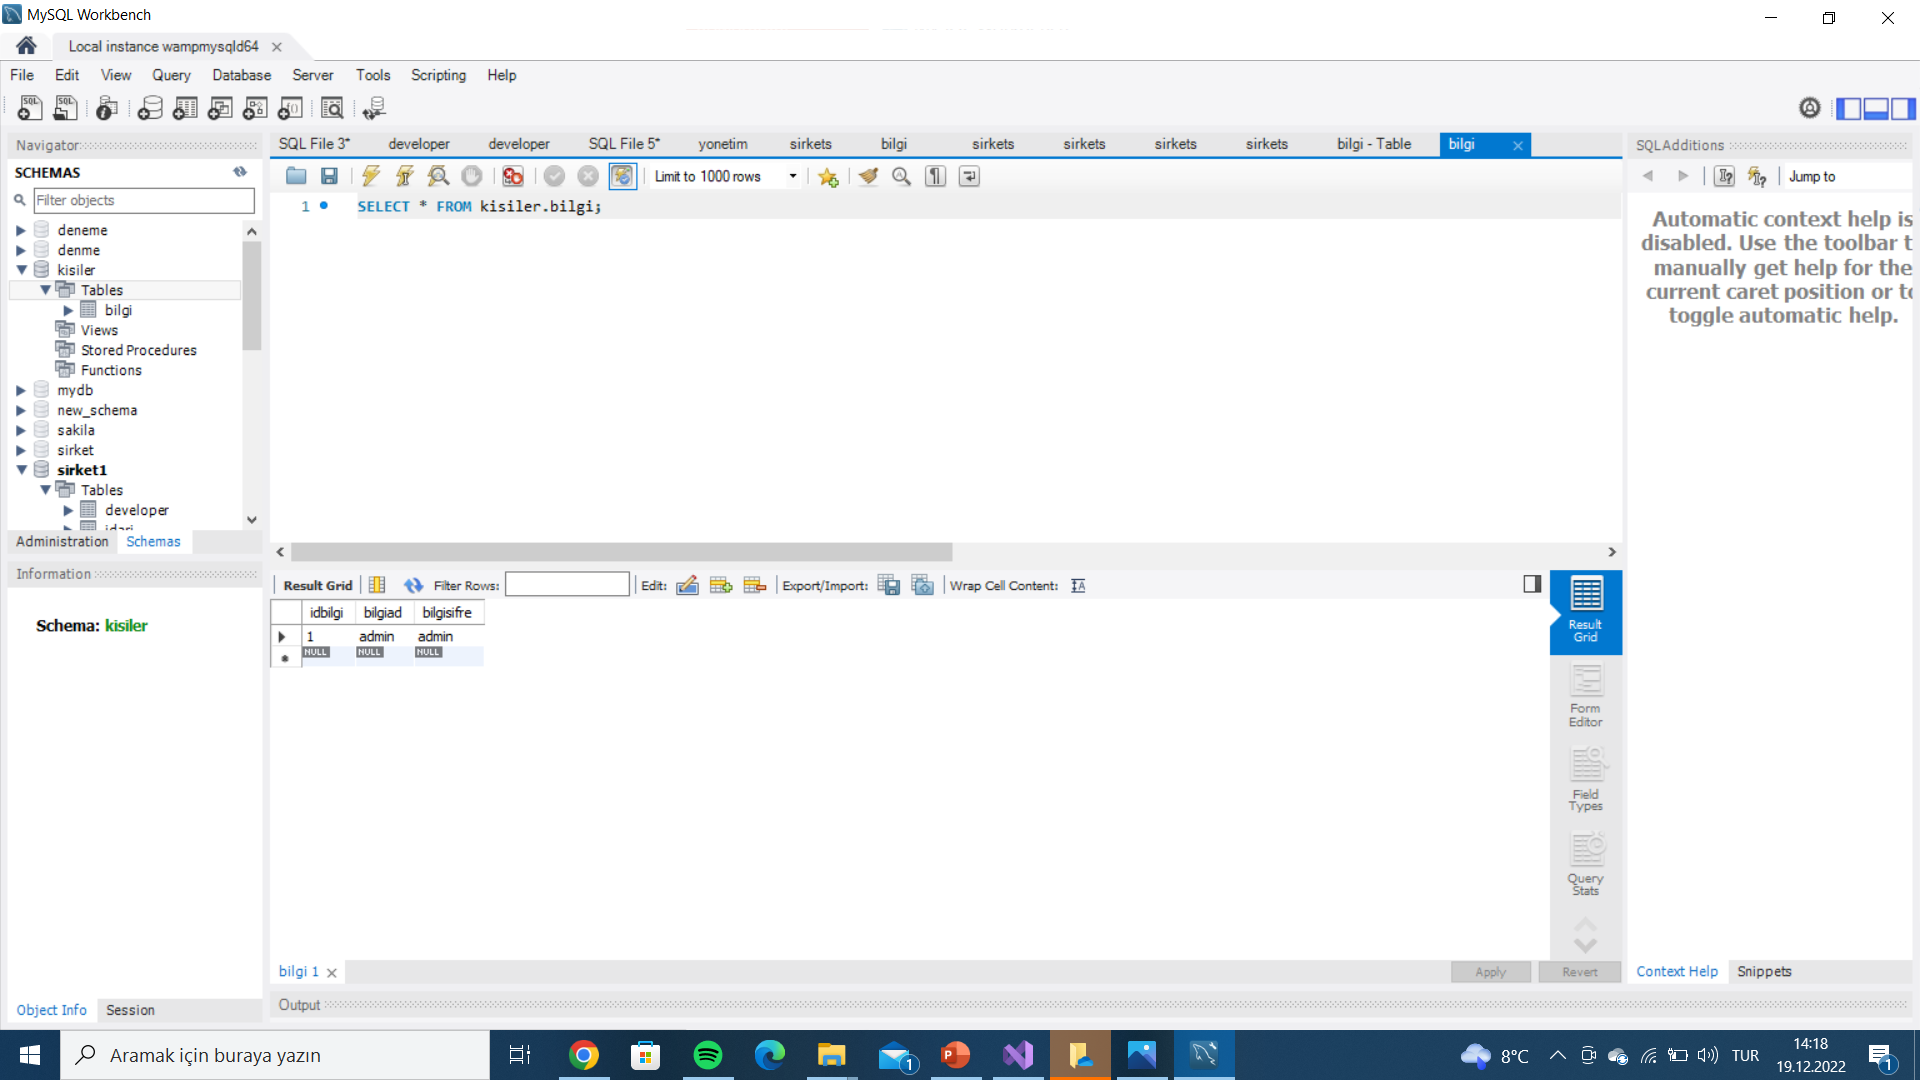 MySQL Workbench
Local instance wampmysqld64
File Edit View Query Database Server Tools Scripting Help
Navigator
SCHEMAS
Filter objects
deneme
denme
kisiler
Tables
bilgi
Views
Stored Procedures
Functions
mydb
new_schema
sakila
sirket
sirket1
Tables
developer
idari
Administration Schemas
Information
Schema: kisiler
Object Info Session
SQL File 3* developer developer SQL File 5* yonetim sirkets bilgi sirkets sirkets sirkets sirkets bilgi - Table bilgi
Limit to 1000 rows
1 SELECT * FROM kisiler.bilgi;
Result Grid Filter Rows: Edit: Export/Import: Wrap Cell Content:
idbilgi bilgiad bilgisifre
1 admin admin
NULL NULL NULL
Result
Grid
Form
Editor
Field
Types
Query
Stats
bilgi 1
Apply Revert
Output
SQLAdditions
Jump to
Automatic context help is
disabled. Use the toolbar t
manually get help for the
current caret position or to
toggle automatic help.
Context Help Snippets
Aramak için buraya yazın
1
8°C
TUR
14:18
19.12.2022
1